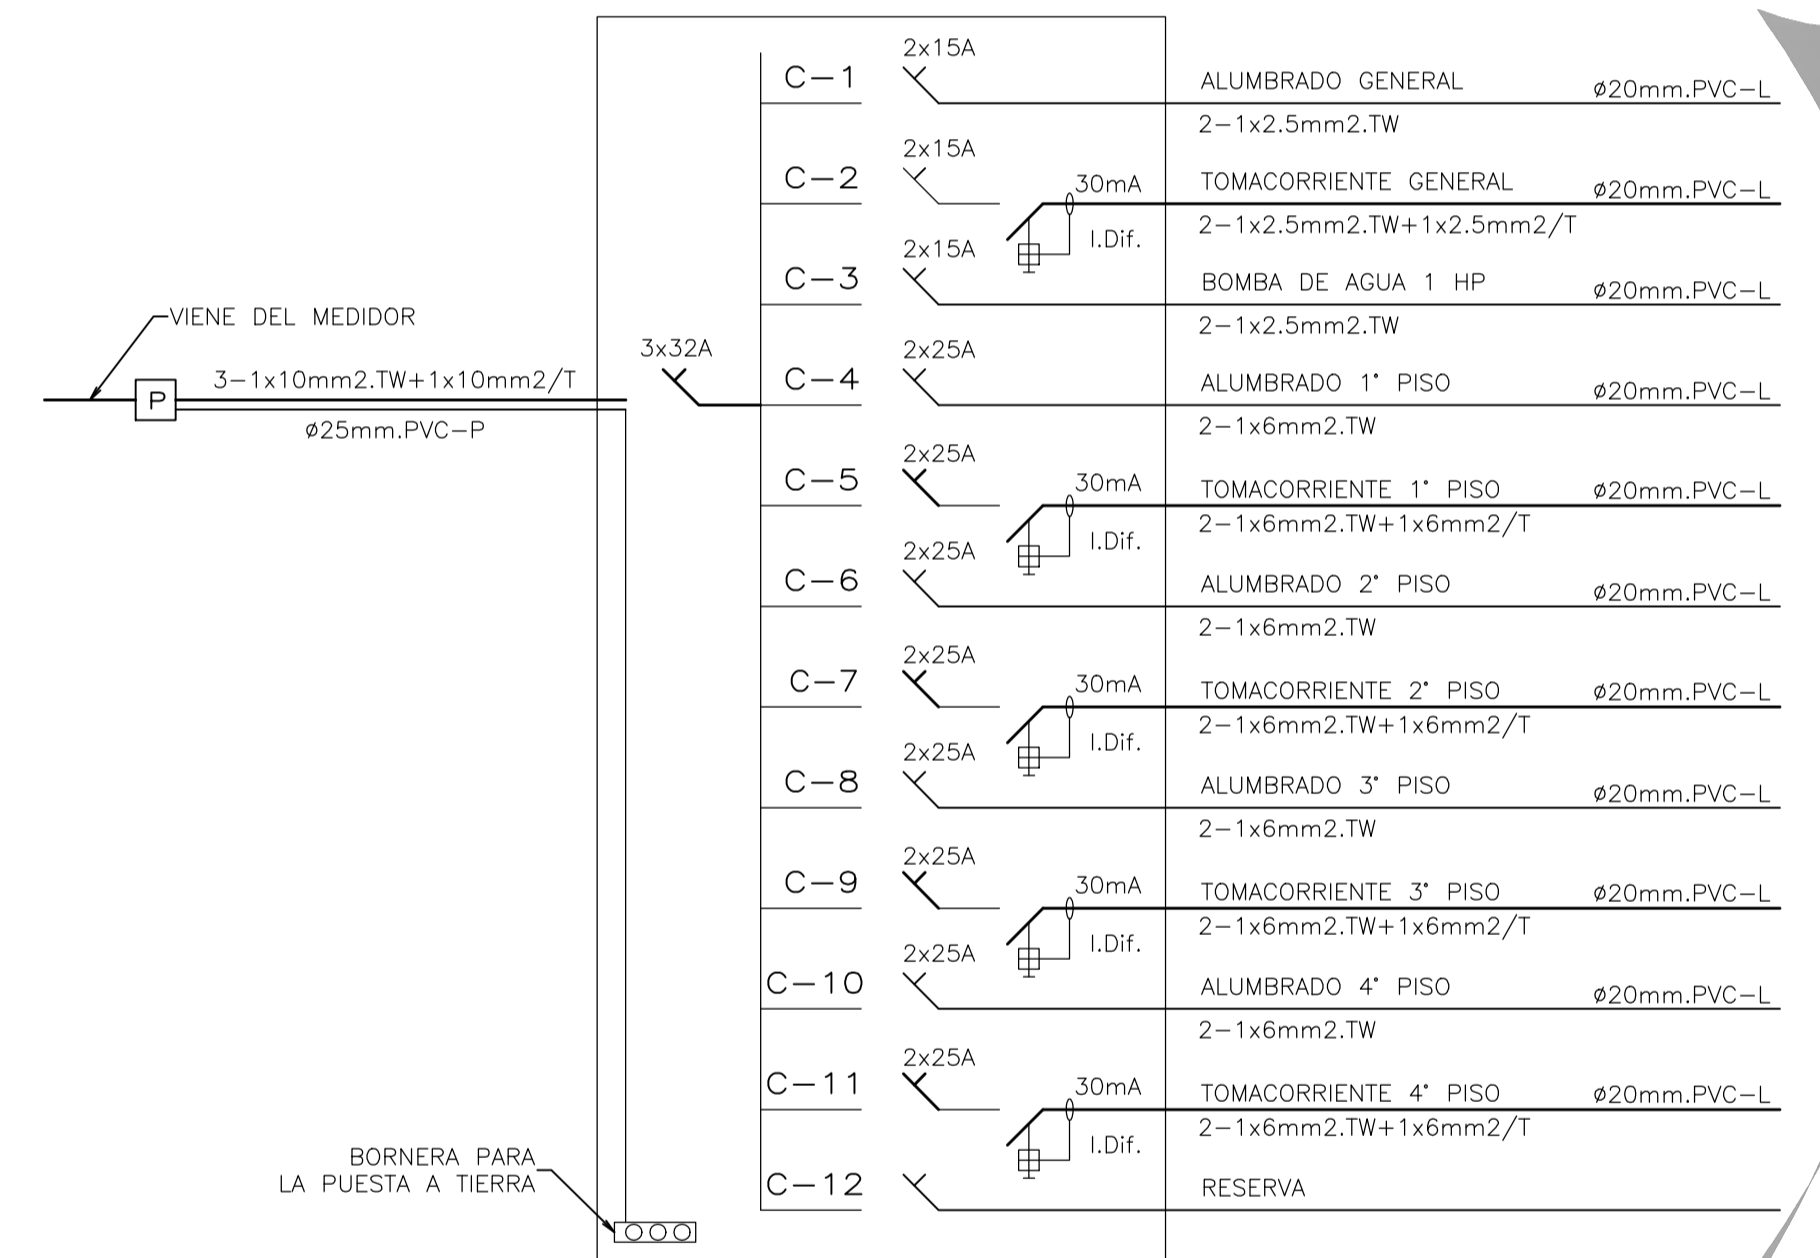 VIENE DEL MEDIDOR
P
3-1x10mm2.TW+1x10mm2/T
ø25mm.PVC-P
3x32A
BORNERA PARA
LA PUESTA A TIERRA
C-1
2x15A
ALUMBRADO GENERAL
ø20mm.PVC-L
2-1x2.5mm2.TW
C-2
2x15A
30mA
I.Dif.
TOMACORRIENTE GENERAL
ø20mm.PVC-L
2-1x2.5mm2.TW+1x2.5mm2/T
C-3
2x15A
BOMBA DE AGUA 1 HP
ø20mm.PVC-L
2-1x2.5mm2.TW
C-4
2x25A
ALUMBRADO 1° PISO
ø20mm.PVC-L
2-1x6mm2.TW
C-5
2x25A
30mA
I.Dif.
TOMACORRIENTE 1° PISO
ø20mm.PVC-L
2-1x6mm2.TW+1x6mm2/T
C-6
2x25A
ALUMBRADO 2° PISO
ø20mm.PVC-L
2-1x6mm2.TW
C-7
2x25A
30mA
I.Dif.
TOMACORRIENTE 2° PISO
ø20mm.PVC-L
2-1x6mm2.TW+1x6mm2/T
C-8
2x25A
ALUMBRADO 3° PISO
ø20mm.PVC-L
2-1x6mm2.TW
C-9
2x25A
30mA
I.Dif.
TOMACORRIENTE 3° PISO
ø20mm.PVC-L
2-1x6mm2.TW+1x6mm2/T
C-10
2x25A
ALUMBRADO 4° PISO
ø20mm.PVC-L
2-1x6mm2.TW
C-11
2x25A
30mA
I.Dif.
TOMACORRIENTE 4° PISO
ø20mm.PVC-L
2-1x6mm2.TW+1x6mm2/T
C-12
RESERVA